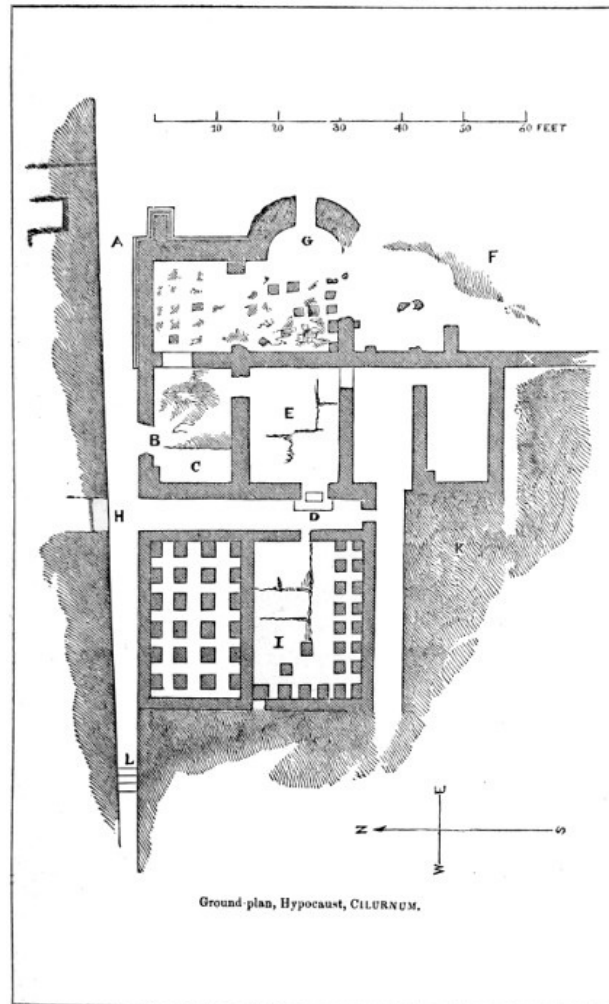 10 20 30 40 50 60 FEET
A
G
F
X
E
B
C
H
D
K
I
L
E
N S
W
Ground-plan, Hypocaust, CILURNUM.